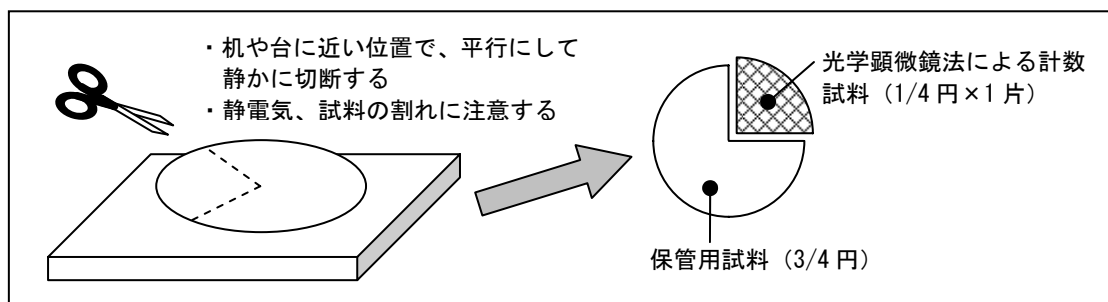 ・机や台に近い位置で、平行にして
静かに切断する
・静電気、試料の割れに注意する
光学顕微鏡法による計数
試料（1/4 円×1 片）
保管用試料（3/4 円）